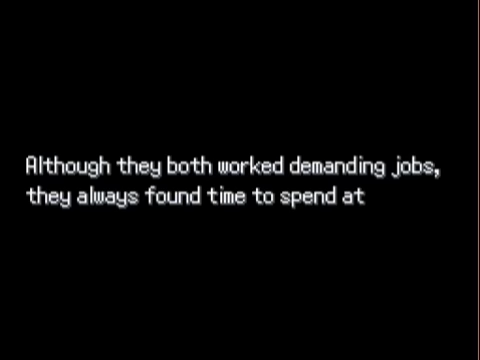 Although they both worked demanding jobs,
they always found time to spend at